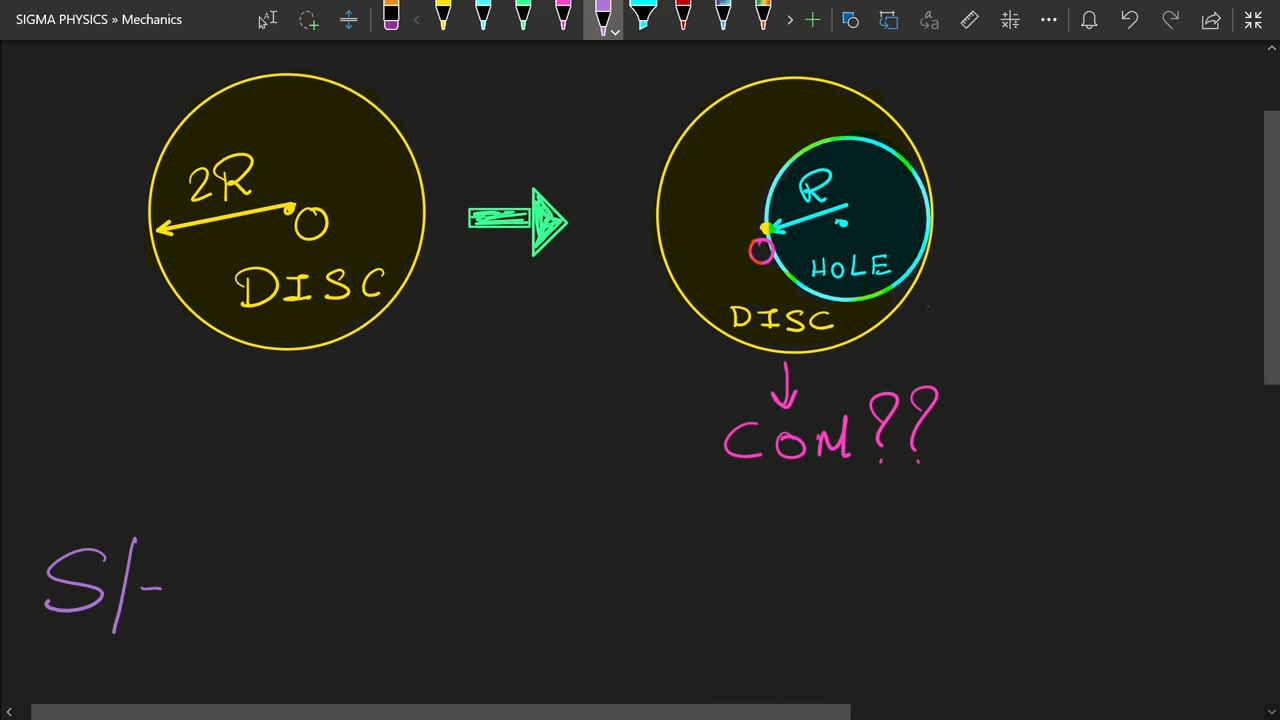 SIGMA PHYSICS » Mechanics
2R
O
DISC
R
O
HOLE
DISC
COM??
S/-